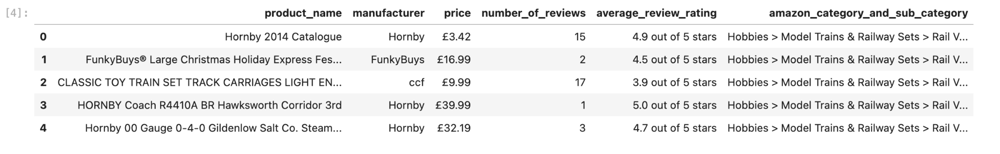 [4]: product_name manufacturer price number_of_reviews average_review_rating amazon_category_and_sub_category
0 Hornby 2014 Catalogue Hornby £3.42 15 4.9 out of 5 stars Hobbies > Model Trains & Railway Sets > Rail V...
1 FunkyBuys® Large Christmas Holiday Express Fes... FunkyBuys £16.99 2 4.5 out of 5 stars Hobbies > Model Trains & Railway Sets > Rail V...
2 CLASSIC TOY TRAIN SET TRACK CARRIAGES LIGHT EN... ccf £9.99 17 3.9 out of 5 stars Hobbies > Model Trains & Railway Sets > Rail V...
3 HORNBY Coach R4410A BR Hawksworth Corridor 3rd Hornby £39.99 1 5.0 out of 5 stars Hobbies > Model Trains & Railway Sets > Rail V...
4 Hornby 00 Gauge 0-4-0 Gildenlow Salt Co. Steam... Hornby £32.19 3 4.7 out of 5 stars Hobbies > Model Trains & Railway Sets > Rail V...